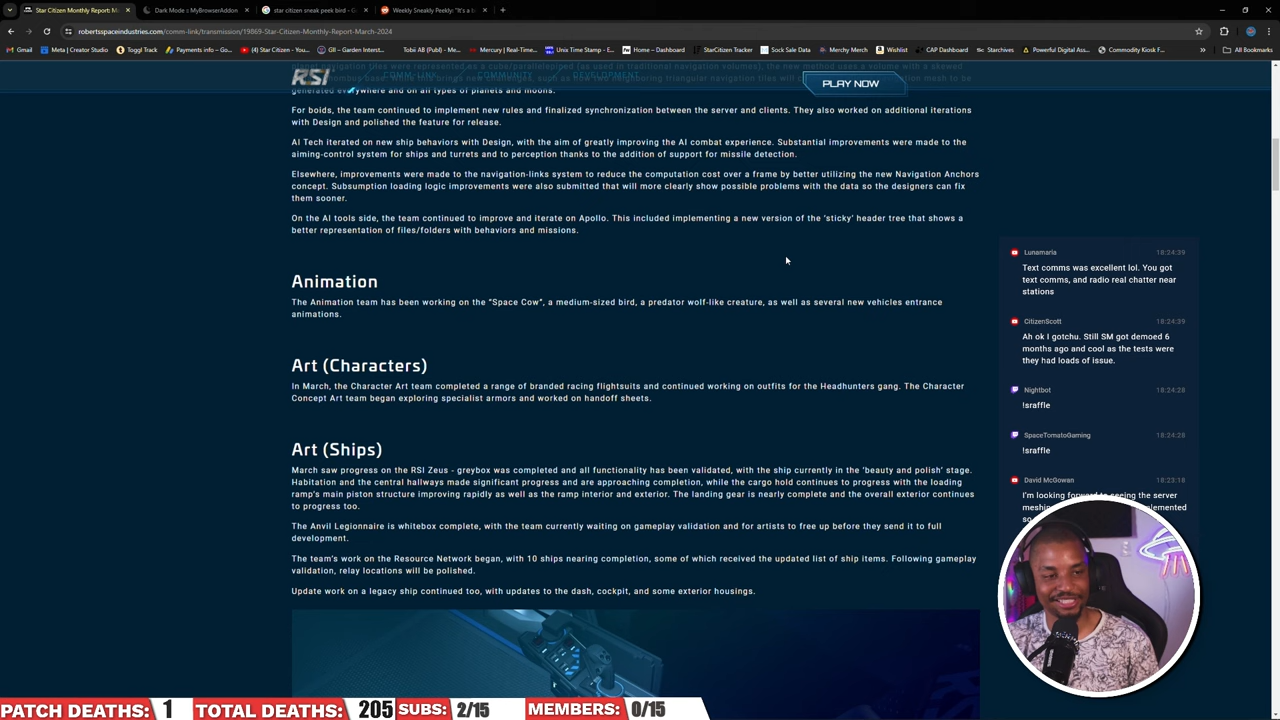 Star Citizen Monthly Report: M
Dark Mode :: MyBrowserAddon
star citizen sneak peek bird - G
Weekly Sneakly Peekly: "It's a b
robertsspaceindustries.com/comm-link/transmission/19869-Star-Citizen-Monthly-Report-March-2024
Meta | Creator Studio
Toggl Track
(4) Star Citizen - You...
Payments info - Go...
GII – Garden Interst...
Tobii AB (Publ) - Me...
Mercury | Real-Time...
Unix Time Stamp - E...
Home – Dashboard
StarCitizen Tracker
Sock Sale Data
Merchy Merch
Wishlist
CAP Dashboard
Starchives
Powerful Digital Ass...
Commodity Kiosk F...
All Bookmarks
RSI
COMM-LINK
COMMUNITY
DEVELOPMENT
PLAY NOW
generated everywhere and on all types of planets and moons.
For boids, the team continued to implement new rules and finalized synchronization between the server and clients. They also worked on additional iterations
with Design and polished the feature for release.
AI Tech iterated on new ship behaviors with Design, with the aim of greatly improving the AI combat experience. Substantial improvements were made to the
aiming-control system for ships and turrets and to perception thanks to the addition of support for missile detection.
Elsewhere, improvements were made to the navigation-links system to reduce the computation cost over a frame by better utilizing the new Navigation Anchors
concept. Subsumption loading logic improvements were also submitted that will more clearly show possible problems with the data so the designers can fix
them sooner.
On the AI tools side, the team continued to improve and iterate on Apollo. This included implementing a new version of the 'sticky' header tree that shows a
better representation of files/folders with behaviors and missions.
Animation
The Animation team has been working on the "Space Cow", a medium-sized bird, a predator wolf-like creature, as well as several new vehicles entrance
animations.
Art (Characters)
In March, the Character Art team completed a range of branded racing flightsuits and continued working on outfits for the Headhunters gang. The Character
Concept Art team began exploring specialist armors and worked on handoff sheets.
Art (Ships)
March saw progress on the RSI Zeus - greybox was completed and all functionality has been validated, with the ship currently in the 'beauty and polish' stage.
Habitation and the central hallways made significant progress and are approaching completion, while the cargo hold continues to progress with the loading
ramp's main piston structure improving rapidly as well as the ramp interior and exterior. The landing gear is nearly complete and the overall exterior continues
to progress too.
The Anvil Legionnaire is whitebox complete, with the team currently waiting on gameplay validation and for artists to free up before they send it to full
development.
The team's work on the Resource Network began, with 10 ships nearing completion, some of which received the updated list of ship items. Following gameplay
validation, relay locations will be polished.
Update work on a legacy ship continued too, with updates to the dash, cockpit, and some exterior housings.
Lunamaria 18:24:39
Text comms was excellent lol. You got
text comms, and radio real chatter near
stations
CitizenScott 18:24:39
Ah ok I gotchu. Still SM got demoed 6
months ago and cool as the tests were
they had loads of issue.
Nightbot 18:24:28
!sraffle
SpaceTomatoGaming 18:24:28
!sraffle
David McGowan 18:23:18
I'm looking forward to seeing the server
PATCH DEATHS: 1
TOTAL DEATHS: 205
SUBS: 2/15
MEMBERS: 0/15